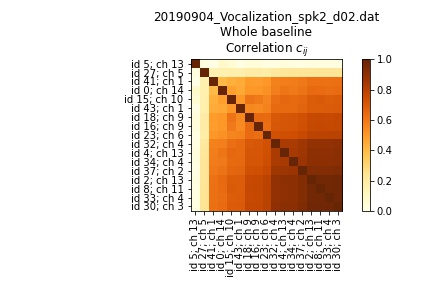 20190904_Vocalization_spk2_d02.dat
Whole baseline
Correlation c_ij
id 5; ch 13
id 27; ch 5
id 41; ch 1
id 0; ch 14
id 15; ch 10
id 43; ch 1
id 18; ch 9
id 16; ch 9
id 23; ch 6
id 32; ch 4
id 4; ch 13
id 34; ch 4
id 37; ch 2
id 2; ch 13
id 8; ch 11
id 33; ch 4
id 30; ch 3
1.0
0.8
0.6
0.4
0.2
0.0
id 5; ch 13
id 27; ch 5
id 41; ch 1
id 0; ch 14
id 15; ch 10
id 43; ch 1
id 18; ch 9
id 16; ch 9
id 23; ch 6
id 32; ch 4
id 4; ch 13
id 34; ch 4
id 37; ch 2
id 2; ch 13
id 8; ch 11
id 33; ch 4
id 30; ch 3